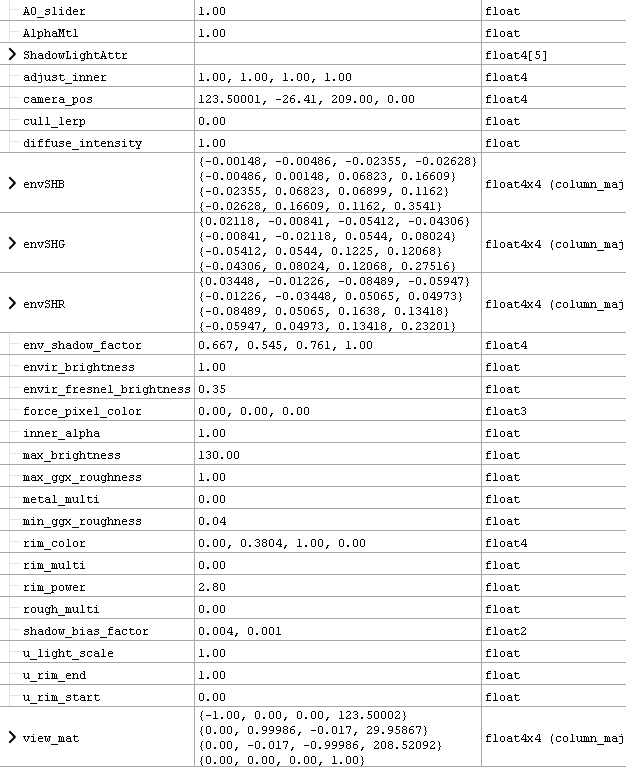 AO_slider 1.00 float
AlphaMtl 1.00 float
ShadowLightAttr float4[5]
adjust_inner 1.00, 1.00, 1.00, 1.00 float4
camera_pos 123.50001, -26.41, 209.00, 0.00 float4
cull_lerp 0.00 float
diffuse_intensity 1.00 float
{-0.00148, -0.00486, -0.02355, -0.02628}
{-0.00486, 0.00148, 0.06823, 0.16609}
envSHB float4x4 (column_maj
{-0.02355, 0.06823, 0.06899, 0.1162}
{-0.02628, 0.16609, 0.1162, 0.3541}
{0.02118, -0.00841, -0.05412, -0.04306}
{-0.00841, -0.02118, 0.0544, 0.08024}
envSHG float4x4 (column_maj
{-0.05412, 0.0544, 0.1225, 0.12068}
{-0.04306, 0.08024, 0.12068, 0.27516}
{0.03448, -0.01226, -0.08489, -0.05947}
{-0.01226, -0.03448, 0.05065, 0.04973}
envSHR float4x4 (column_maj
{-0.08489, 0.05065, 0.1638, 0.13418}
{-0.05947, 0.04973, 0.13418, 0.23201}
env_shadow_factor 0.667, 0.545, 0.761, 1.00 float4
envir_brightness 1.00 float
envir_fresnel_brightness 0.35 float
force_pixel_color 0.00, 0.00, 0.00 float3
inner_alpha 1.00 float
max_brightness 130.00 float
max_ggx_roughness 1.00 float
metal_multi 0.00 float
min_ggx_roughness 0.04 float
rim_color 0.00, 0.3804, 1.00, 0.00 float4
rim_multi 0.00 float
rim_power 2.80 float
rough_multi 0.00 float
shadow_bias_factor 0.004, 0.001 float2
u_light_scale 1.00 float
u_rim_end 1.00 float
u_rim_start 0.00 float
{-1.00, 0.00, 0.00, 123.50002}
{0.00, 0.99986, -0.017, 29.95867}
view_mat float4x4 (column_maj
{0.00, -0.017, -0.99986, 208.52092}
{0.00, 0.00, 0.00, 1.00}